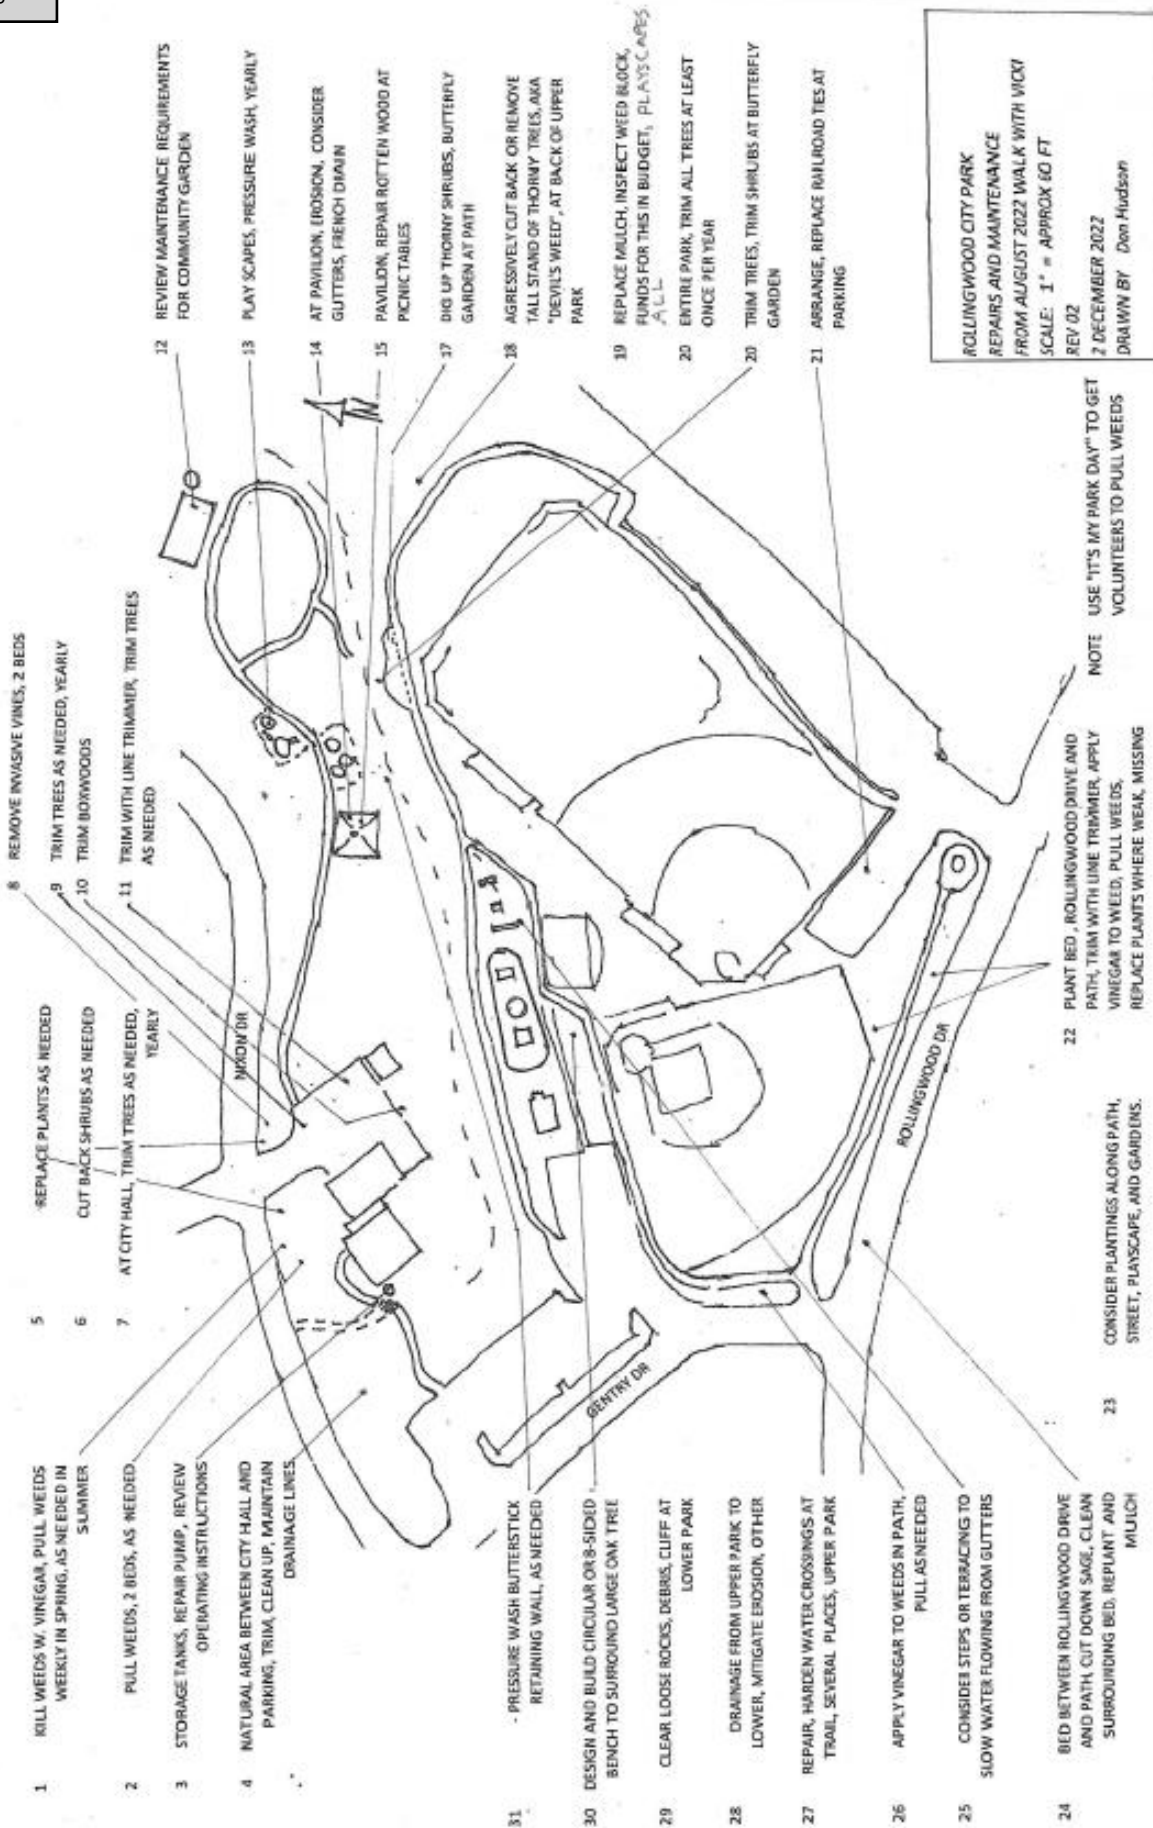 1 KILL WEEDS W. VINEGAR, PULL WEEDS
WEEKLY IN SPRING, AS NEEDED IN
SUMMER
2 PULL WEEDS, 2 BEDS, AS NEEDED
3 STORAGE TANKS, REPAIR PUMP, REVIEW
OPERATING INSTRUCTIONS
4 NATURAL AREA BETWEEN CITY HALL AND
PARKING, TRIM, CLEAN UP, MAINTAIN
DRAINAGE LINES
5 REPLACE PLANTS AS NEEDED
6 CUT BACK SHRUBS AS NEEDED
7 AT CITY HALL, TRIM TREES AS NEEDED,
YEARLY
8 REMOVE INVASIVE VINES, 2 BEDS
9 TRIM TREES AS NEEDED, YEARLY
10 TRIM BOXWOODS
11 TRIM WITH LINE TRIMMER, TRIM TREES
AS NEEDED
12 REVIEW MAINTENANCE REQUIREMENTS
FOR COMMUNITY GARDEN
13 PLAY SCAPES, PRESSURE WASH, YEARLY
14 AT PAVILION, EROSION, CONSIDER
GUTTERS, FRENCH DRAIN
15 PAVILION, REPAIR ROTTEN WOOD AT
PICNIC TABLES
17 DIG UP THORNY SHRUBS, BUTTERFLY
GARDEN AT PATH
18 AGRESSIVELY CUT BACK OR REMOVE
TALL STAND OF THORNY TREES, AKA
"DEVIL'S WEED", AT BACK OF UPPER
PARK
19 REPLACE MULCH, INSPECT WEED BLOCK,
FUNDS FOR THIS IN BUDGET, PLAYSCAPES.
ALL
20 ENTIRE PARK, TRIM ALL TREES AT LEAST
ONCE PER YEAR
20 TRIM TREES, TRIM SHRUBS AT BUTTERFLY
GARDEN
21 ARRANGE, REPLACE RAILROAD TIES AT
PARKING
N
NIXON DR
GENTRY DR
ROLLINGWOOD DR
31 - PRESSURE WASH BUTTERSTICK
RETAINING WALL, AS NEEDED
30 DESIGN AND BUILD CIRCULAR OR 8-SIDED
BENCH TO SURROUND LARGE OAK TREE
29 CLEAR LOOSE ROCKS, DEBRIS, CLIFF AT
LOWER PARK
28 DRAINAGE FROM UPPER PARK TO
LOWER, MITIGATE EROSION, OTHER
27 REPAIR, HARDEN WATER CROSSINGS AT
TRAIL, SEVERAL PLACES, UPPER PARK
26 APPLY VINEGAR TO WEEDS IN PATH,
PULL AS NEEDED
25 CONSIDER STEPS OR TERRACING TO
SLOW WATER FLOWING FROM GUTTERS
24 BED BETWEEN ROLLINGWOOD DRIVE
AND PATH, CUT DOWN SAGE, CLEAN
SURROUNDING BED, REPLANT AND
MULCH
23 CONSIDER PLANTINGS ALONG PATH,
STREET, PLAYSCAPE, AND GARDENS.
22 PLANT BED, ROLLINGWOOD DRIVE AND
PATH, TRIM WITH LINE TRIMMER, APPLY
VINEGAR TO WEED, PULL WEEDS,
REPLACE PLANTS WHERE WEAK, MISSING
NOTE USE "IT'S MY PARK DAY" TO GET
VOLUNTEERS TO PULL WEEDS
ROLLINGWOOD CITY PARK
REPAIRS AND MAINTENANCE
FROM AUGUST 2022 WALK WITH VICKI
SCALE: 1" = APPROX 60 FT
REV 02
2 DECEMBER 2022
DRAWN BY Don Hudson